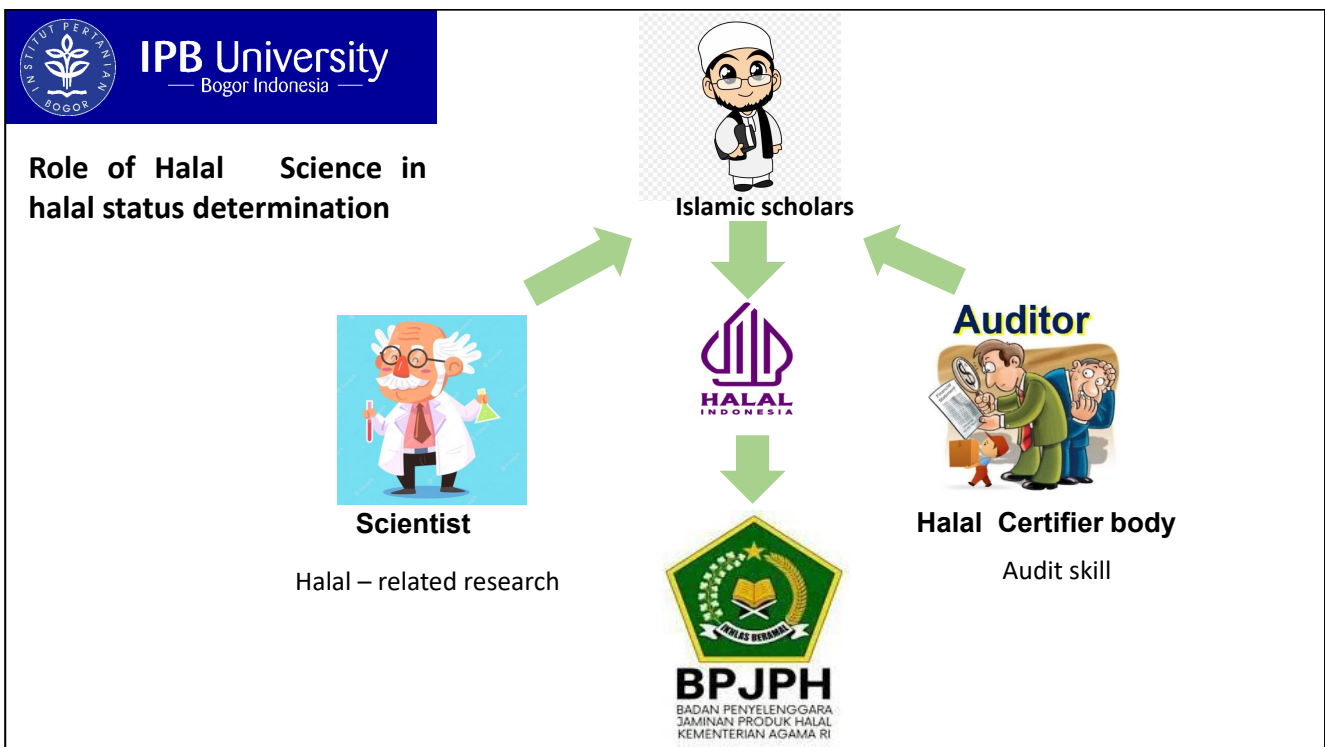 INSTITUT PERTANIAN BOGOR
IPB University
Bogor Indonesia
Role of Halal Science in
halal status determination
Islamic scholars
HALAL
INDONESIA
Auditor
Scientist
Halal Certifier body
Halal – related research
Audit skill
IKHLAS BERAMAL
BPJPH
BADAN PENYELENGGARA
JAMINAN PRODUK HALAL
KEMENTERIAN AGAMA RI